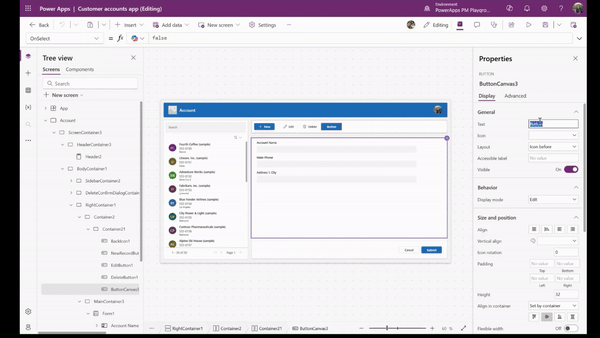 Power Apps | Customer accounts app (Editing)
Environment
PowerApps PM Playgro...
Back
Insert
Add data
New screen
Settings
Editing
OnSelect
=
fx
false
Tree view
Screens
Components
Search
New screen
App
Account
ScreenContainer3
HeaderContainer3
Header2
BodyContainer1
SidebarContainer2
DeleteConfirmDialogContai...
RightContainer1
Container2
Container21
BackIcon1
NewRecordBu...
EditButton1
DeleteButton1
ButtonCanvas3
MainContainer3
Form1
Account Name
Account
Search
New
Edit
Delete
Button
Fourth Coffee (sample)
Litware, Inc. (sample)
Adventure Works (sample)
Fabrikam, Inc. (sample)
Blue Yonder Airlines (sample)
City Power & Light (sample)
Contoso Pharmaceuticals (sample)
Alpine Ski House (sample)
Page 1
Account Name
Main Phone
Address 1: City
Cancel
Submit
RightContainer1
Container2
Container21
ButtonCanvas3
Properties
BUTTON
ButtonCanvas3
Display
Advanced
General
Text
Icon
Layout
Icon before
Accessible label
No value
Visible
On
Behavior
Display mode
Edit
Size and position
Align
Vertical align
Icon rotation
0
Padding
No value
No value
Top
Bottom
No value
No value
Left
Right
Height
32
Align in container
Set by container
Flexible width
Off